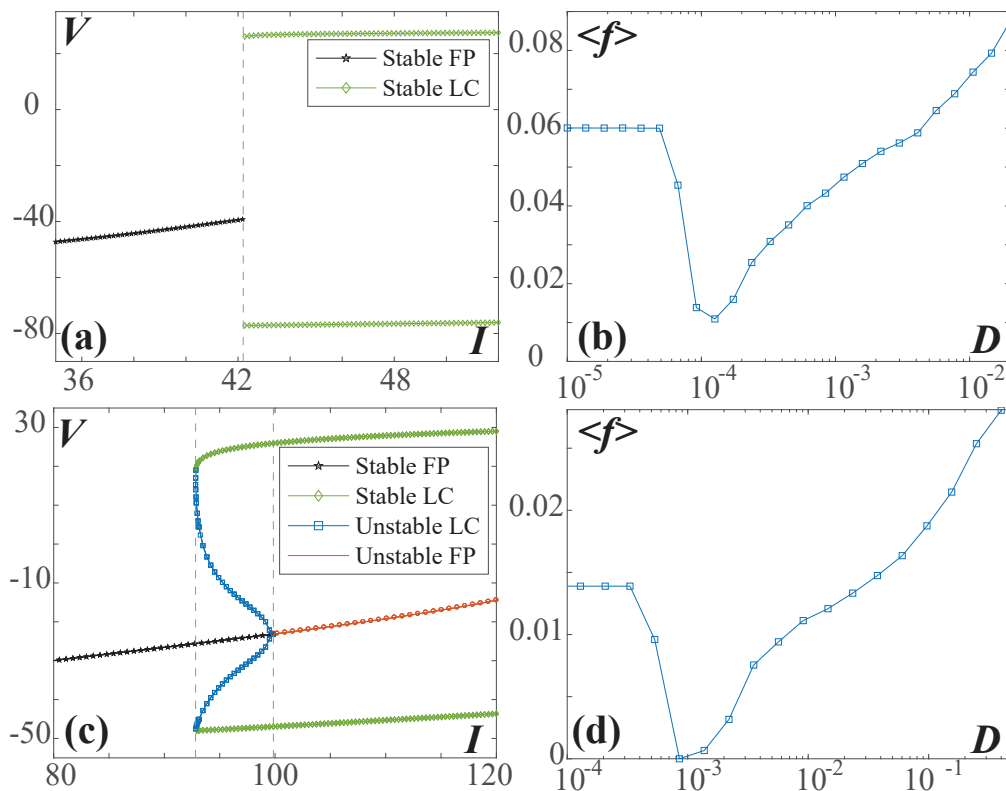 V
0
-40
-80
36
42
48
(a)
I
Stable FP
Stable LC
<f>
0.08
0.06
0.04
0.02
0
10-5
10-4
10-3
10-2
(b)
D
V
30
-10
-50
80
100
120
(c)
I
Stable FP
Stable LC
Unstable LC
Unstable FP
<f>
0.02
0.01
0
10-4
10-3
10-2
10-1
(d)
D